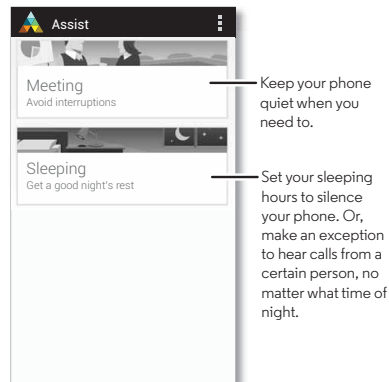 Assist
Meeting
Avoid interruptions
Keep your phone
quiet when you
need to.
Sleeping
Get a good night's rest
Set your sleeping
hours to silence
your phone. Or,
make an exception
to hear calls from a
certain person, no
matter what time of
night.